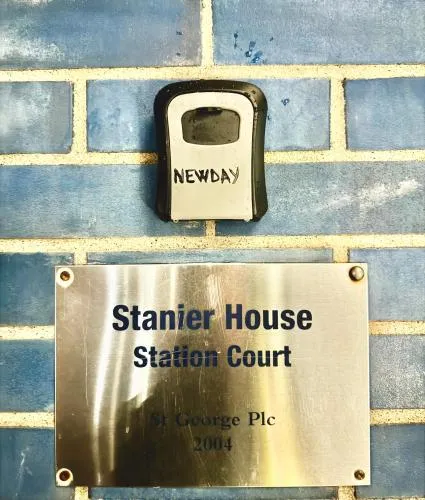 NEWDAY
Stanier House
Station Court
St George Plc
2004